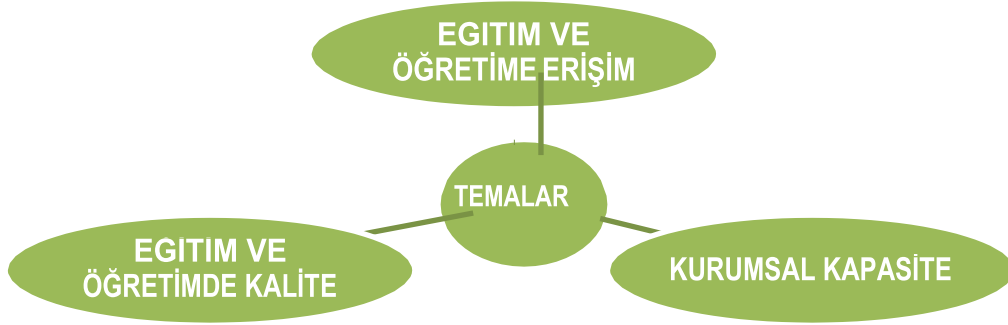 EGITIM VE
ÖĞRETİME ERİŞİM
TEMALAR
EGITIM VE
ÖĞRETİMDE KALİTE
KURUMSAL KAPASİTE